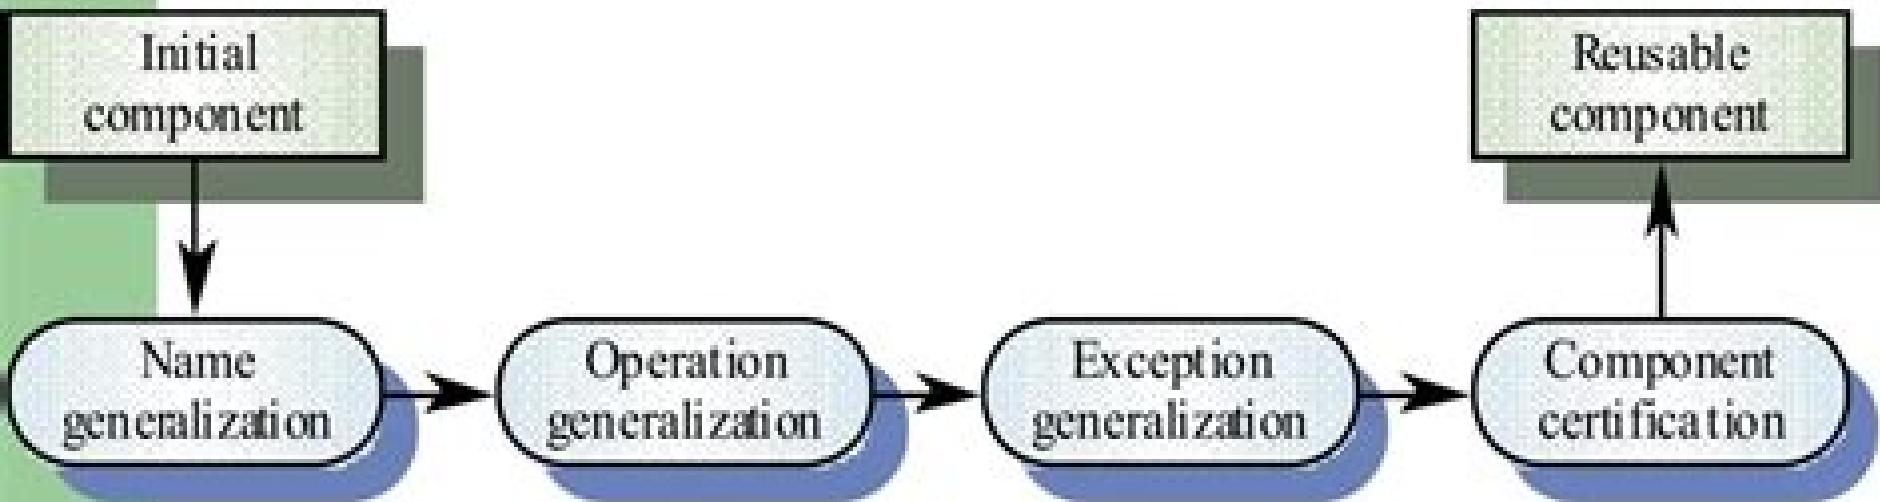 Initial
component
Reusable
component
Name
generalization
Operation
generalization
Exception
generalization
Component
certification